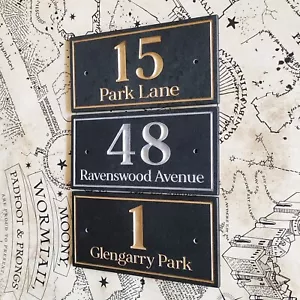 15
Park Lane
48
Ravenswood Avenue
1
Glengarry Park
MOONY
WORMTAIL
PADFOOT & PRONGS